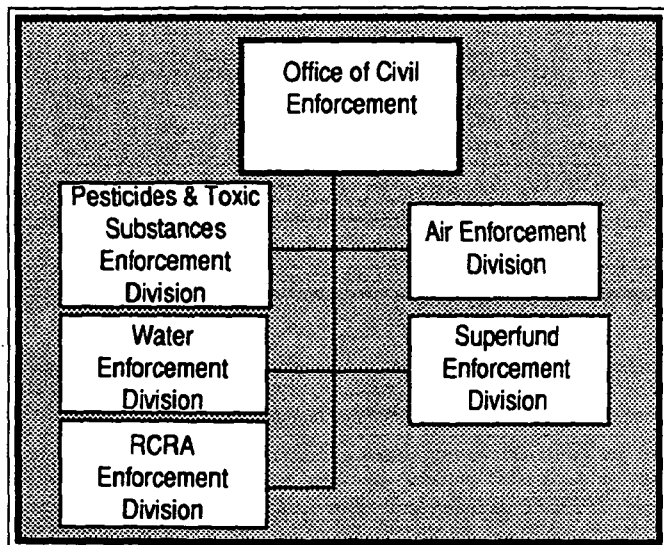 Office of Civil
Enforcement
Pesticides & Toxic
Substances
Enforcement
Division
Air Enforcement
Division
Water
Enforcement
Division
Superfund
Enforcement
Division
RCRA
Enforcement
Division